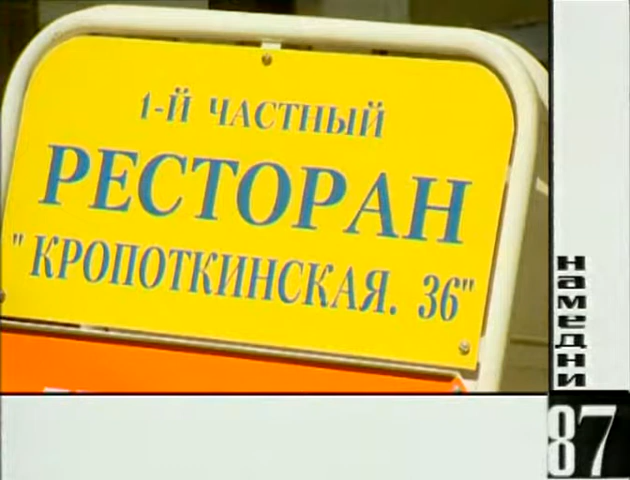 1-Й ЧАСТНЫЙ
РЕСТОРАН
"КРОПОТКИНСКАЯ. 36"
намедни
87